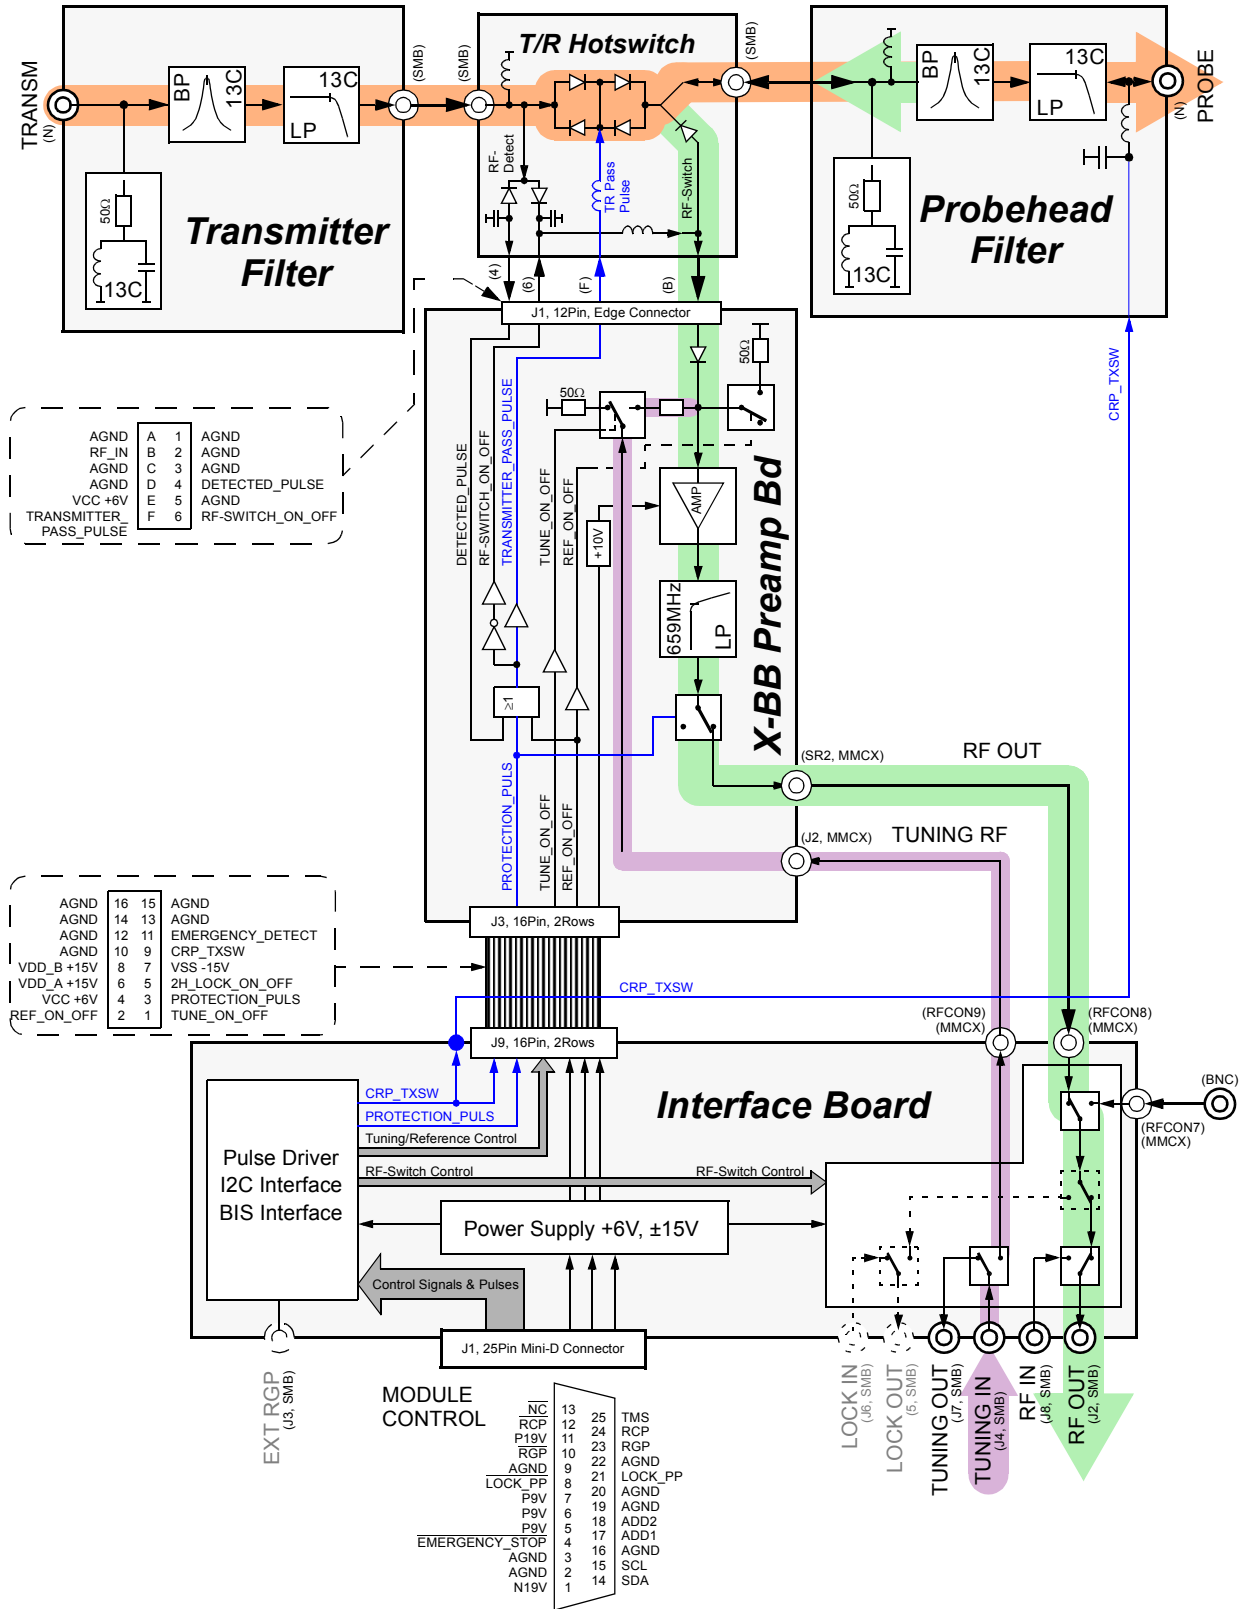 TRANSM
(N)
BP
13C
13C
LP
(SMB)
50Ω
13C
Transmitter
Filter
(SMB)
T/R Hotswitch
(SMB)
RF-
Detect
TR Pass
Pulse
RF-Switch
BP
13C
13C
LP
PROBE
(N)
50Ω
13C
Probehead
Filter
(4)
(6)
(F)
(B)
J1, 12Pin, Edge Connector
AGND A 1 AGND
RF_IN B 2 AGND
AGND C 3 AGND
AGND D 4 DETECTED_PULSE
VCC +6V E 5 AGND
TRANSMITTER_ F 6 RF-SWITCH_ON_OFF
PASS_PULSE
DETECTED_PULSE
RF-SWITCH_ON_OFF
TRANSMITTER_PASS_PULSE
TUNE_ON_OFF
REF_ON_OFF
50Ω
50Ω
+10V
AMP
659MHz
LP
≥1
X-BB Preamp Bd
CRP_TXSW
PROTECTION_PULS
TUNE_ON_OFF
REF_ON_OFF
(SR2, MMCX)
RF OUT
(J2, MMCX)
TUNING RF
J3, 16Pin, 2Rows
AGND 16 15 AGND
AGND 14 13 AGND
AGND 12 11 EMERGENCY_DETECT
AGND 10 9 CRP_TXSW
VDD_B +15V 8 7 VSS -15V
VDD_A +15V 6 5 2H_LOCK_ON_OFF
VCC +6V 4 3 PROTECTION_PULS
REF_ON_OFF 2 1 TUNE_ON_OFF
CRP_TXSW
(RFCON9)
(MMCX)
(RFCON8)
(MMCX)
J9, 16Pin, 2Rows
CRP_TXSW
PROTECTION_PULS
Tuning/Reference Control
RF-Switch Control
RF-Switch Control
Interface Board
(BNC)
(RFCON7)
(MMCX)
Pulse Driver
I2C Interface
BIS Interface
Power Supply +6V, ±15V
Control Signals & Pulses
J1, 25Pin Mini-D Connector
EXT RGP
(J3, SMB)
LOCK IN
(J6, SMB)
LOCK OUT
(5, SMB)
TUNING OUT
(J7, SMB)
TUNING IN
(J4, SMB)
RF IN
(J8, SMB)
RF OUT
(J2, SMB)
MODULE
CONTROL
NC 13
25 TMS
RCP 12
24 RCP
P19V 11
23 RGP
RGP 10
22 AGND
AGND 9
21 LOCK_PP
LOCK_PP 8
20 AGND
P9V 7
19 AGND
P9V 6
18 ADD2
P9V 5
17 ADD1
EMERGENCY_STOP 4
16 AGND
AGND 3
15 SCL
AGND 2
14 SDA
N19V 1